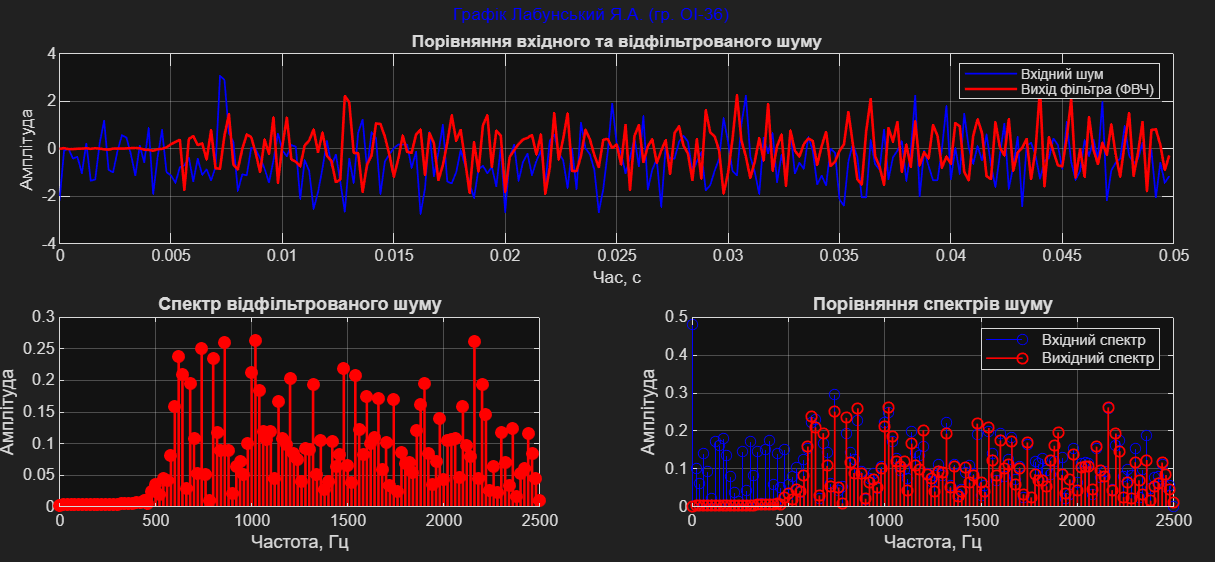 Графік Лабунський Я.А. (гр.
Порівняння вхідного та відфільтрованого шуму
Амплітуда
4
2
0
-2
-4
Вхідний шум
Вихід фільтра (ФВЧ)
0 0.005 0.01 0.015 0.02 0.025 0.03 0.035 0.04 0.045 0.05
Час, с
Спектр відфільтрованого шуму
Амплітуда
0.3
0.25
0.2
0.15
0.1
0.05
0
0 500 1000 1500 2000 2500
Частота, Гц
Порівняння спектрів шуму
Амплітуда
0.5
0.4
0.3
0.2
0.1
0
Вхідний спектр
Вихідний спектр
0 500 1000 1500 2000 2500
Частота, Гц